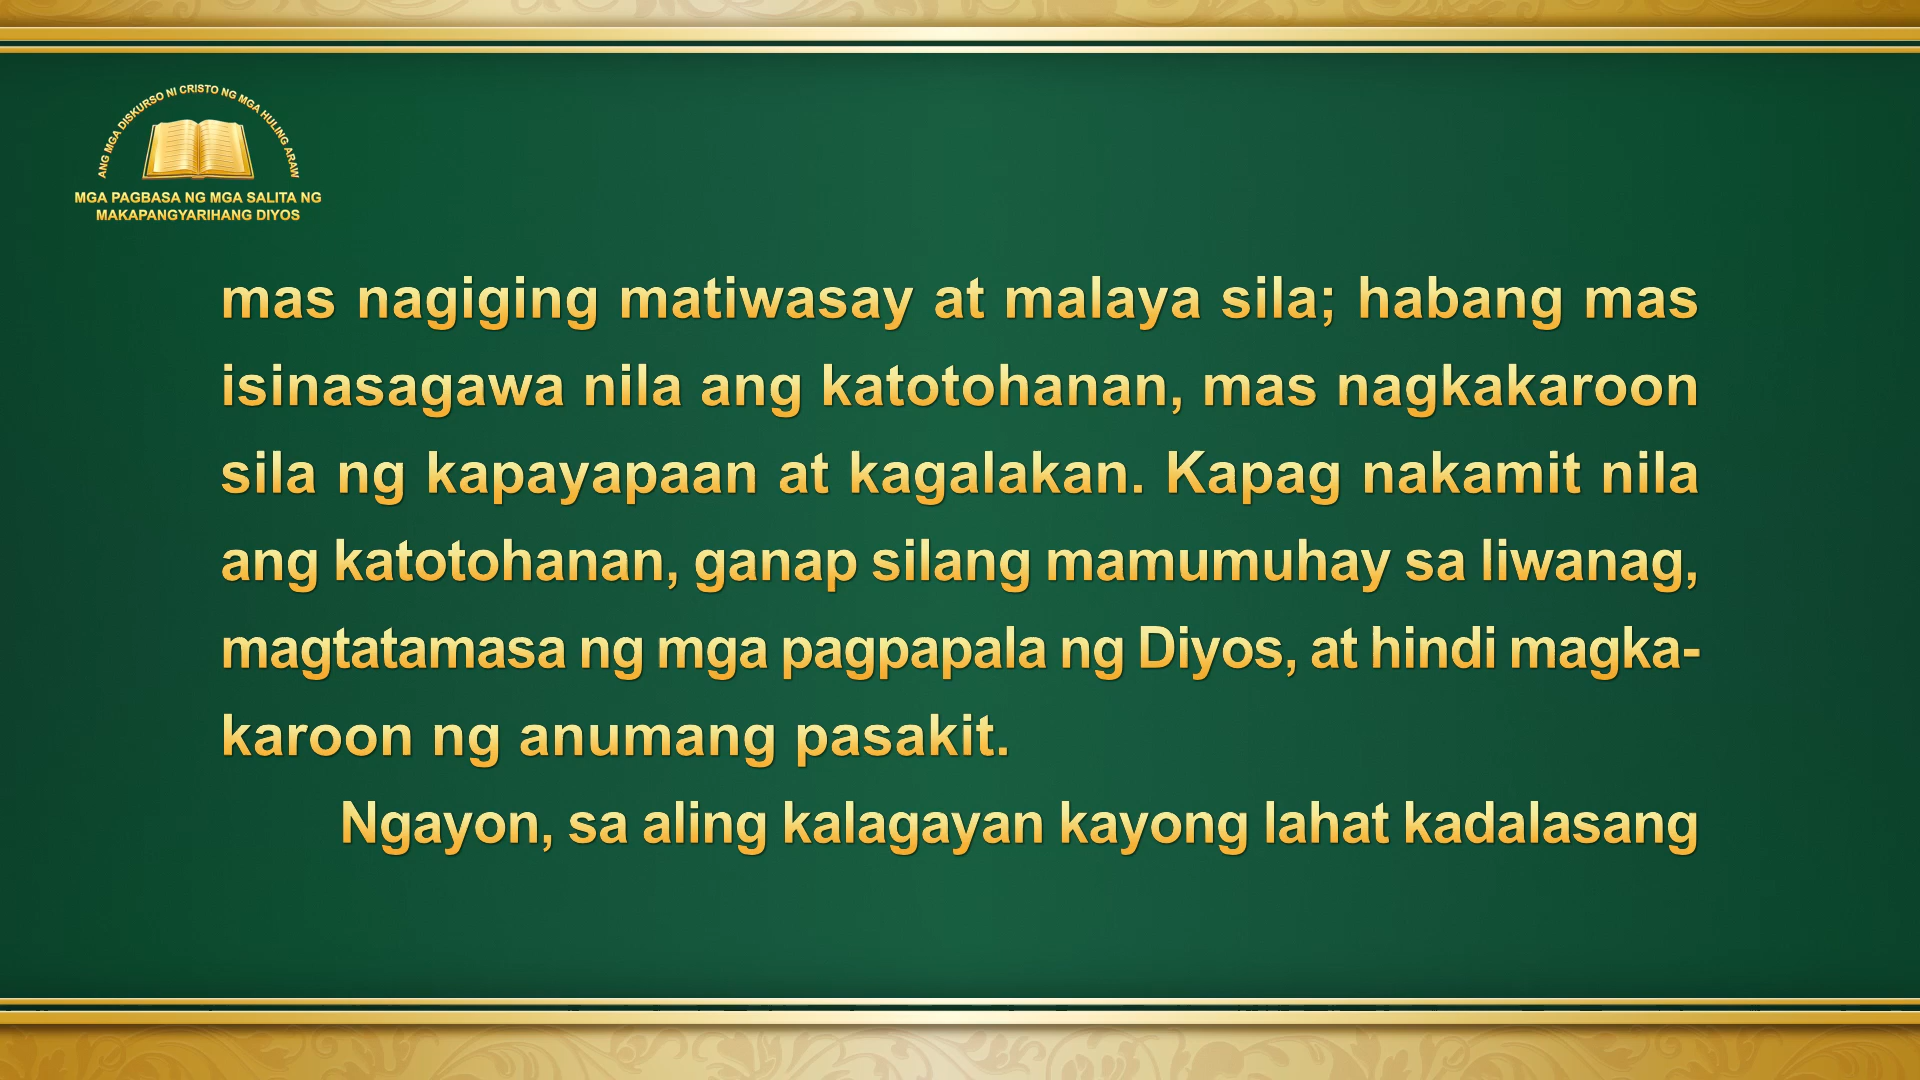 ANG MGA DISKURSO NI CRISTO NG MGA HULING ARAW
MGA PAGBASA NG MGA SALITA NG
MAKAPANGYARIHANG DIYOS
mas nagiging matiwasay at malaya sila; habang mas
isinasagawa nila ang katotohanan, mas nagkakaroon
sila ng kapayapaan at kagalakan. Kapag nakamit nila
ang katotohanan, ganap silang mamumuhay sa liwanag,
magtatamasa ng mga pagpapala ng Diyos, at hindi magka-
karoon ng anumang pasakit.
Ngayon, sa aling kalagayan kayong lahat kadalasang